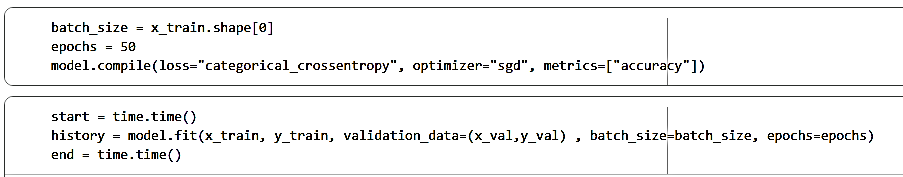 batch_size = x_train.shape[0]
epochs = 50
model.compile(loss="categorical_crossentropy", optimizer="sgd", metrics=["accuracy"])
start = time.time()
history = model.fit(x_train, y_train, validation_data=(x_val,y_val) , batch_size=batch_size, epochs=epochs)
end = time.time()